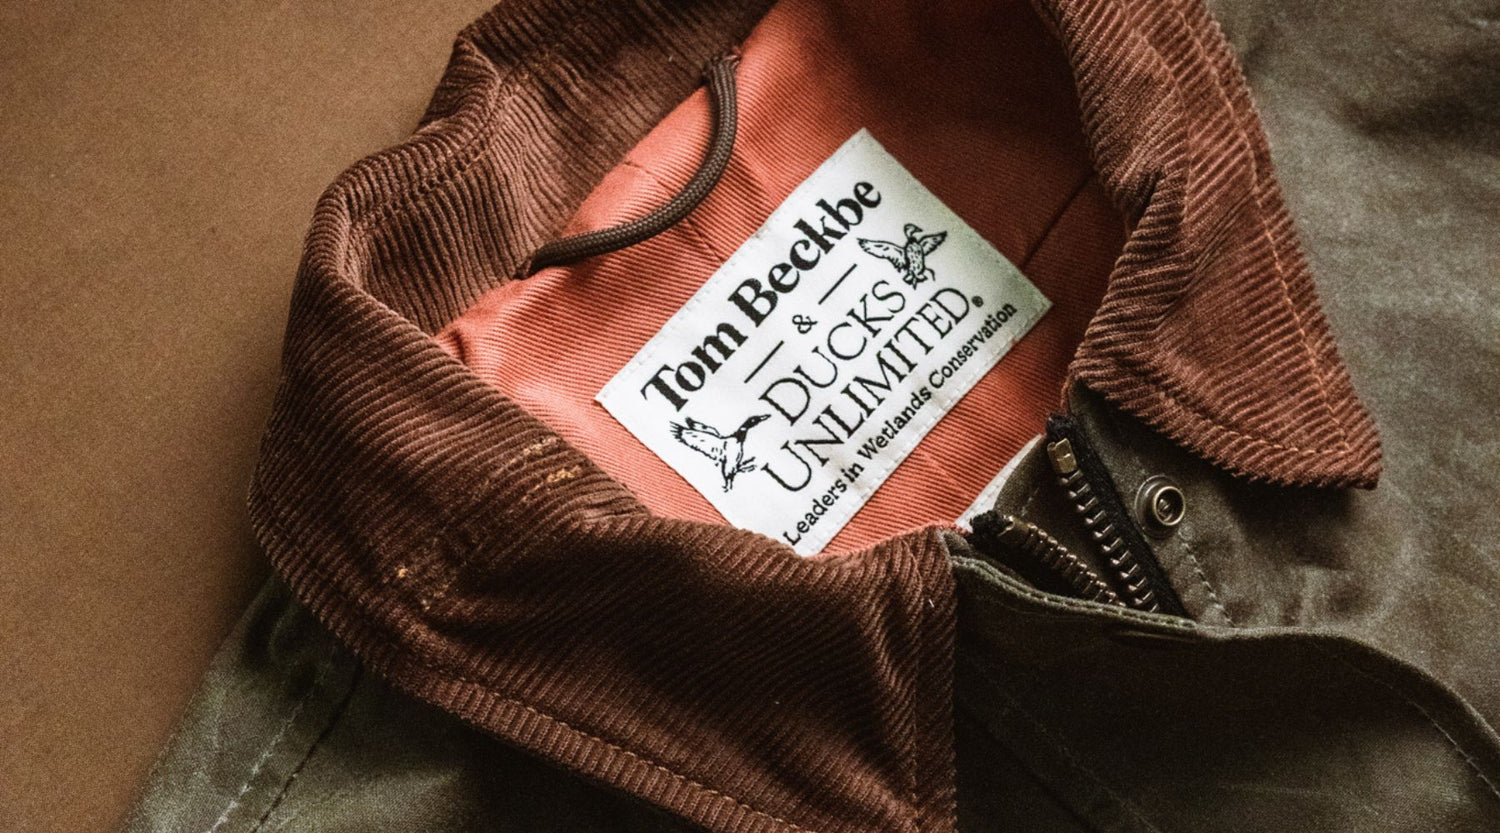 Tom Beckbe
&
DUCKS
UNLIMITED®
Leaders in Wetlands Conservation